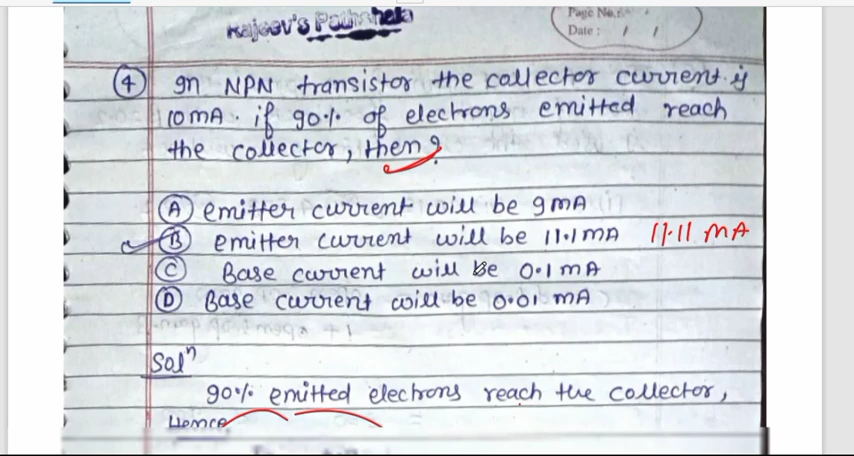 Rajeev's Pathshala
Page No.:
Date : / /
④ In NPN transistor the collector current is
10mA. if 90% of electrons emitted reach
the collector, then?
Ⓐ emitter current will be 9mA
Ⓑ emitter current will be 11.1mA 11.11 mA
Ⓒ Base current will be 0.1mA
Ⓓ Base current will be 0.01 mA
Solⁿ
90% emitted electrons reach the collector,
Hence